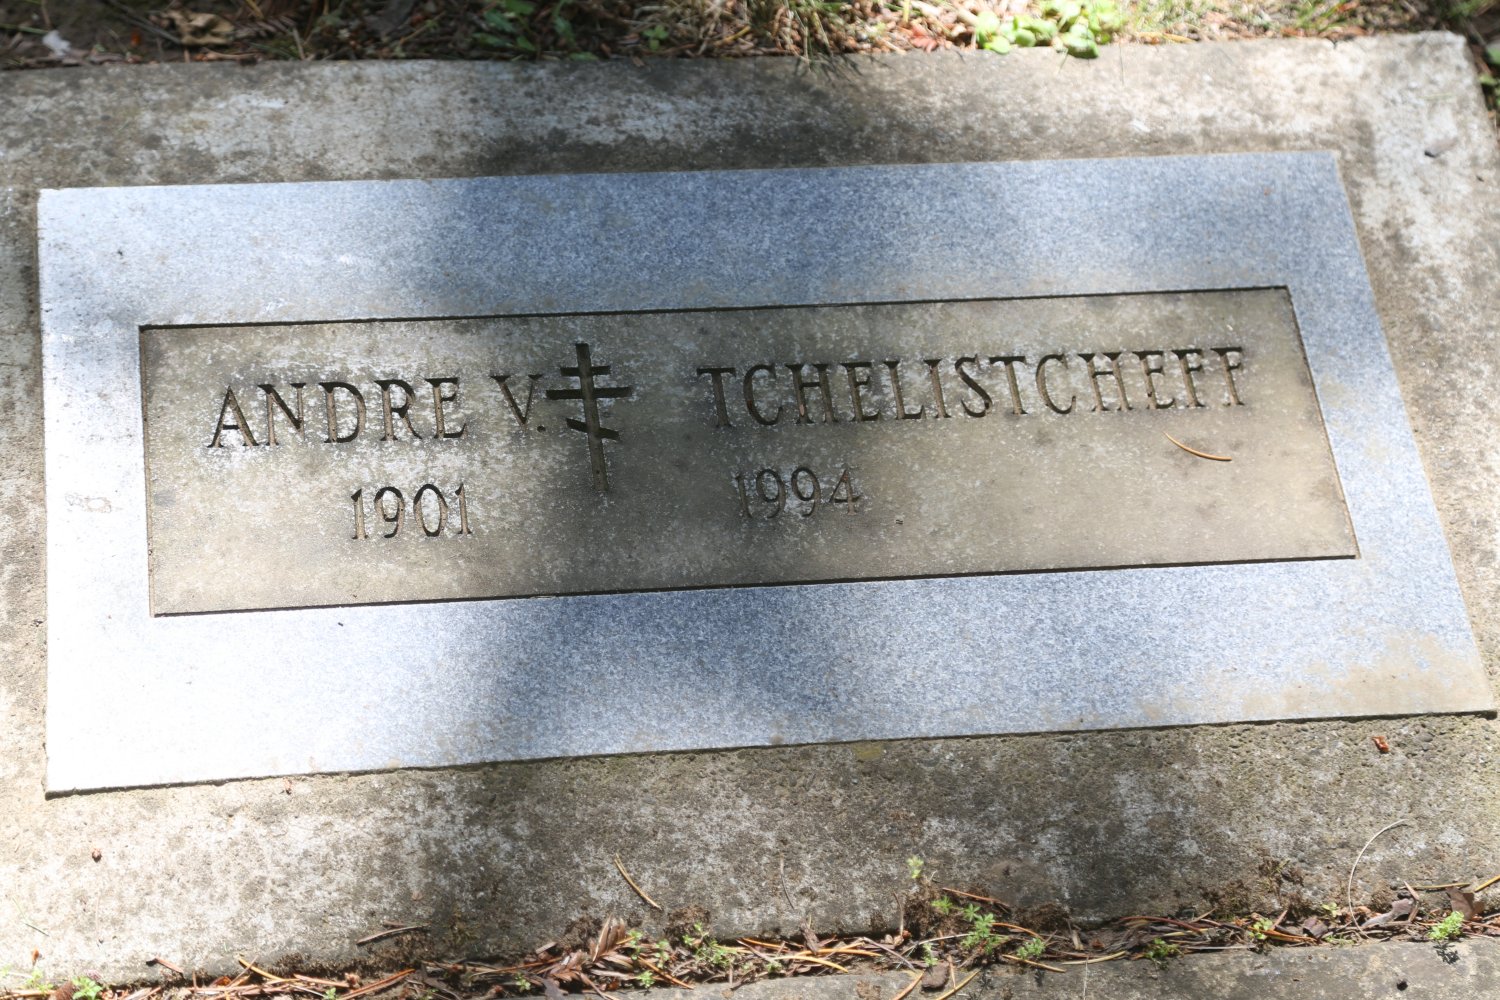 ANDRE V. TCHELISTCHEFF
1901 1994